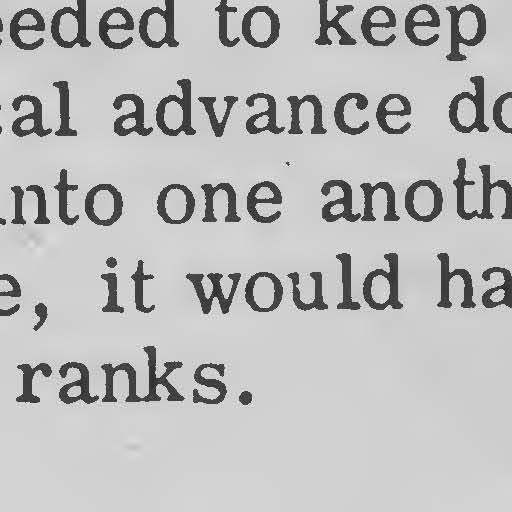 eeded to keep
al advance do
nto one anoth
e, it would ha
ranks.